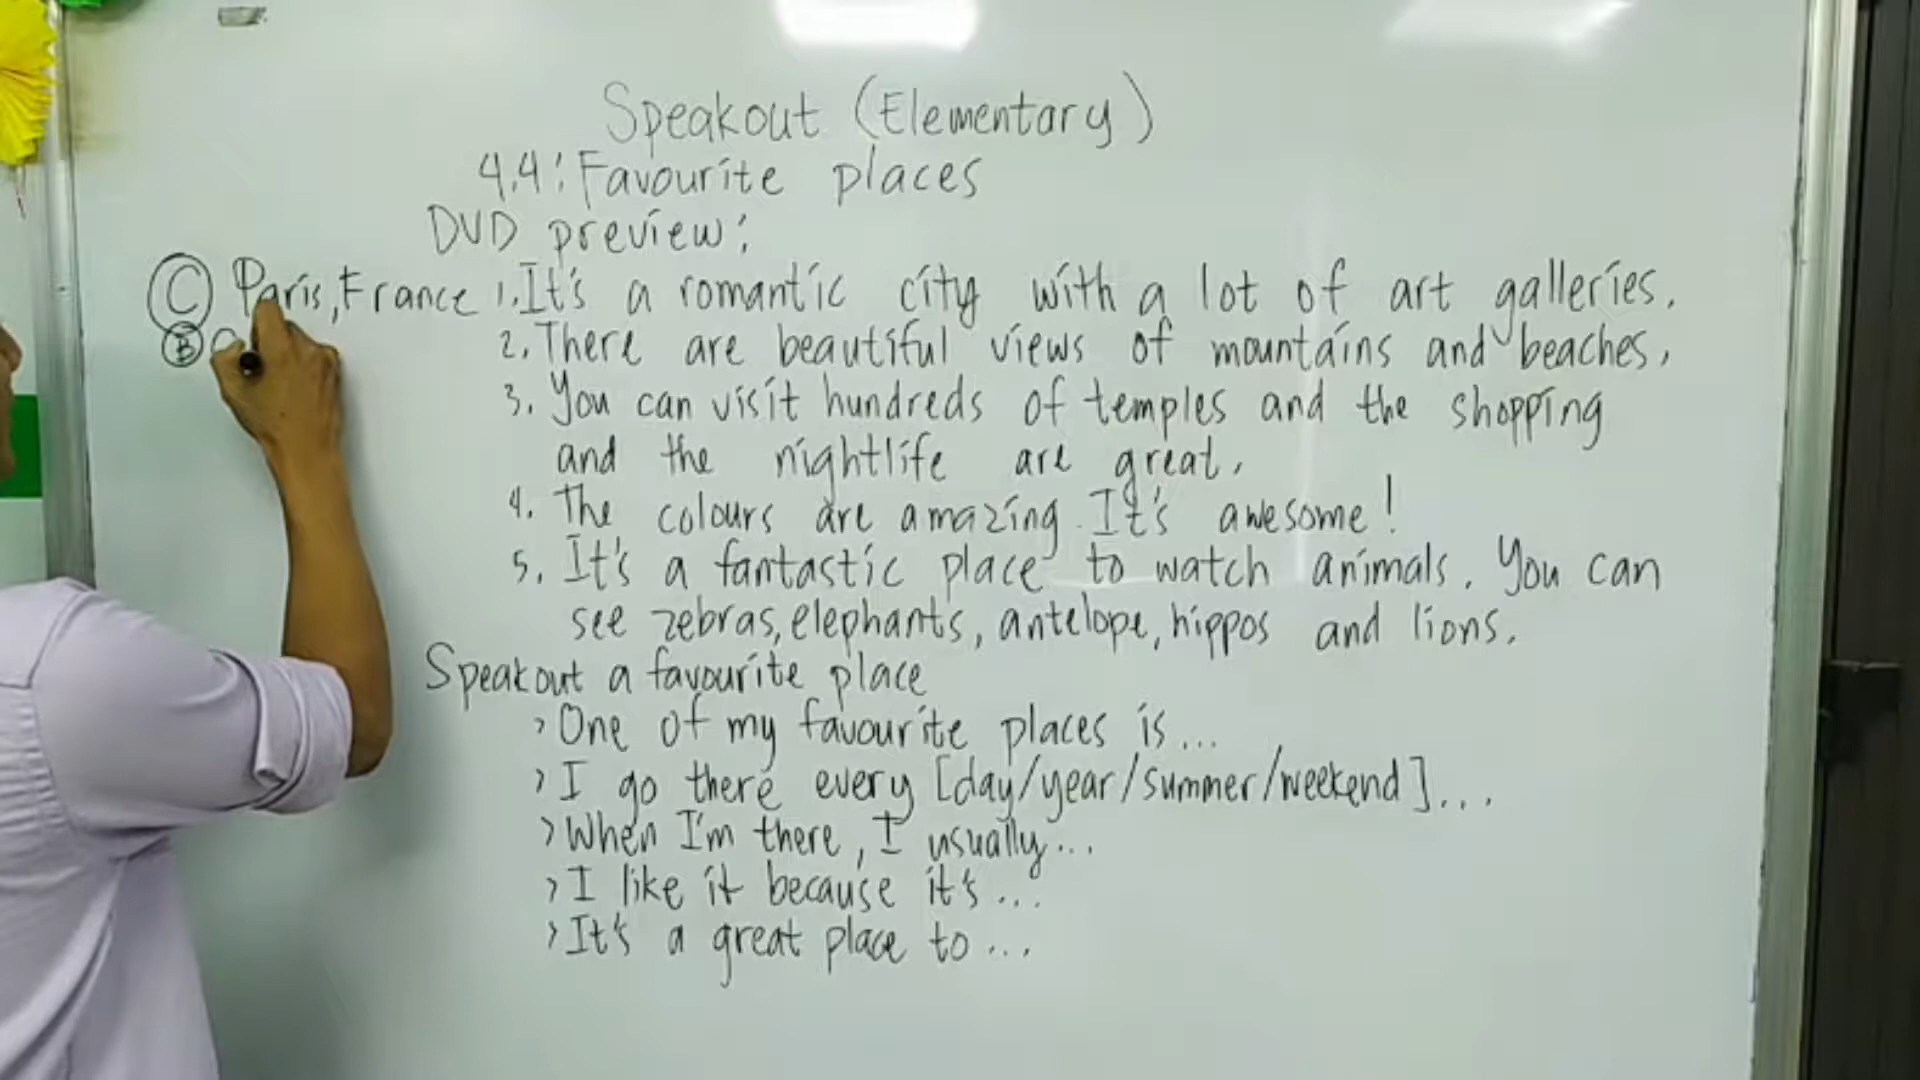 Speakout (Elementary)
4.4: Favourite places
DVD preview:
C Paris, France 1. It's a romantic city with a lot of art galleries.
B 2. There are beautiful views of mountains and beaches.
3. You can visit hundreds of temples and the shopping
and the nightlife are great.
4. The colours are amazing. It's awesome!
5. It's a fantastic place to watch animals. You can
see zebras, elephants, antelope, hippos and lions.
Speakout a favourite place
> One of my favourite places is...
> I go there every [day/year/summer/weekend]...
> When I'm there, I usually...
> I like it because it's...
> It's a great place to...